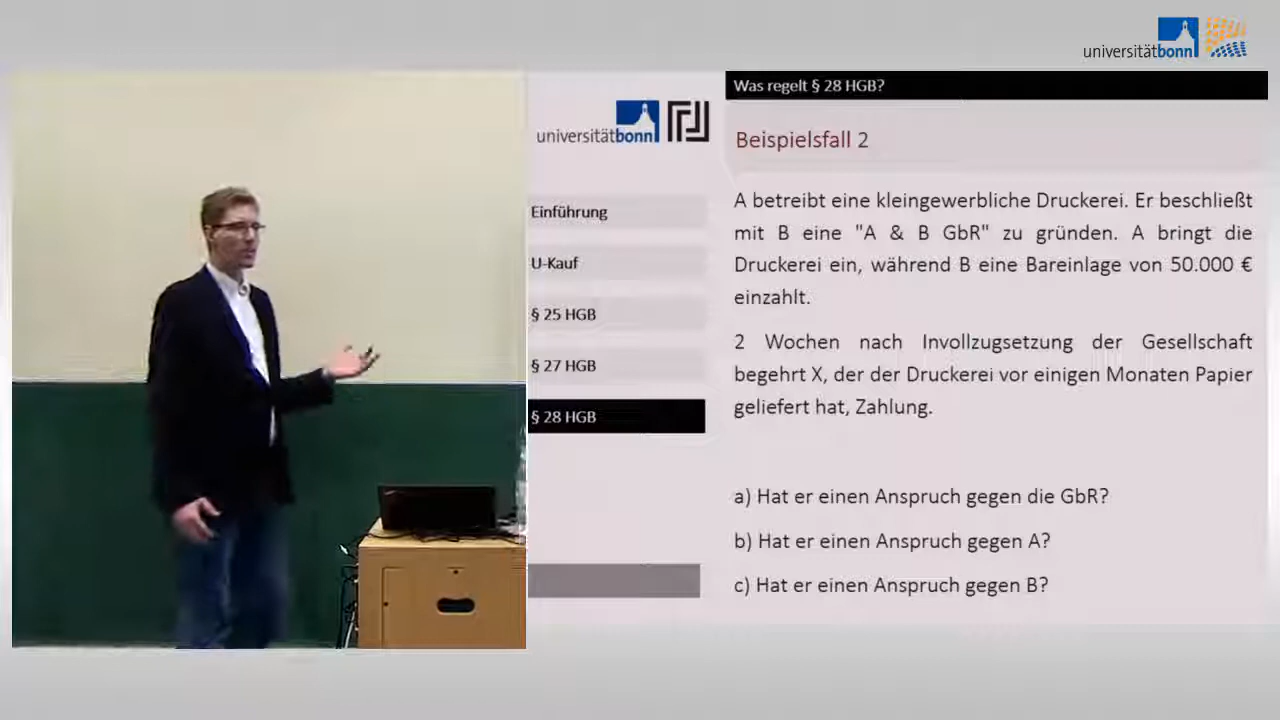 universitätbonn
Was regelt § 28 HGB?
universitätbonn
Beispielsfall 2
Einführung
U-Kauf
§ 25 HGB
§ 27 HGB
§ 28 HGB
A betreibt eine kleingewerbliche Druckerei. Er beschließt
mit B eine "A & B GbR" zu gründen. A bringt die
Druckerei ein, während B eine Bareinlage von 50.000 €
einzahlt.
2 Wochen nach Involzugsetzung der Gesellschaft
begehrt X, der der Druckerei vor einigen Monaten Papier
geliefert hat, Zahlung.
a) Hat er einen Anspruch gegen die GbR?
b) Hat er einen Anspruch gegen A?
c) Hat er einen Anspruch gegen B?